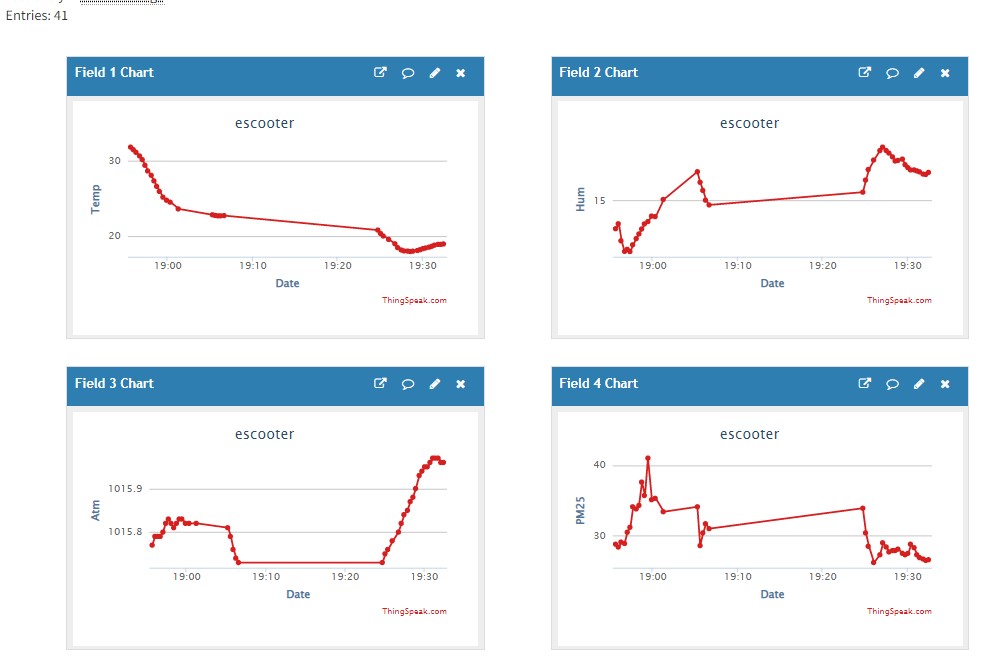 Entries: 41
Field 1 Chart
escooter
30
20
Temp
19:00 19:10 19:20 19:30
Date
ThingSpeak.com
Field 2 Chart
escooter
15
Hum
19:00 19:10 19:20 19:30
Date
ThingSpeak.com
Field 3 Chart
escooter
1015.9
1015.8
Atm
19:00 19:10 19:20 19:30
Date
ThingSpeak.com
Field 4 Chart
escooter
40
30
PM25
19:00 19:10 19:20 19:30
Date
ThingSpeak.com